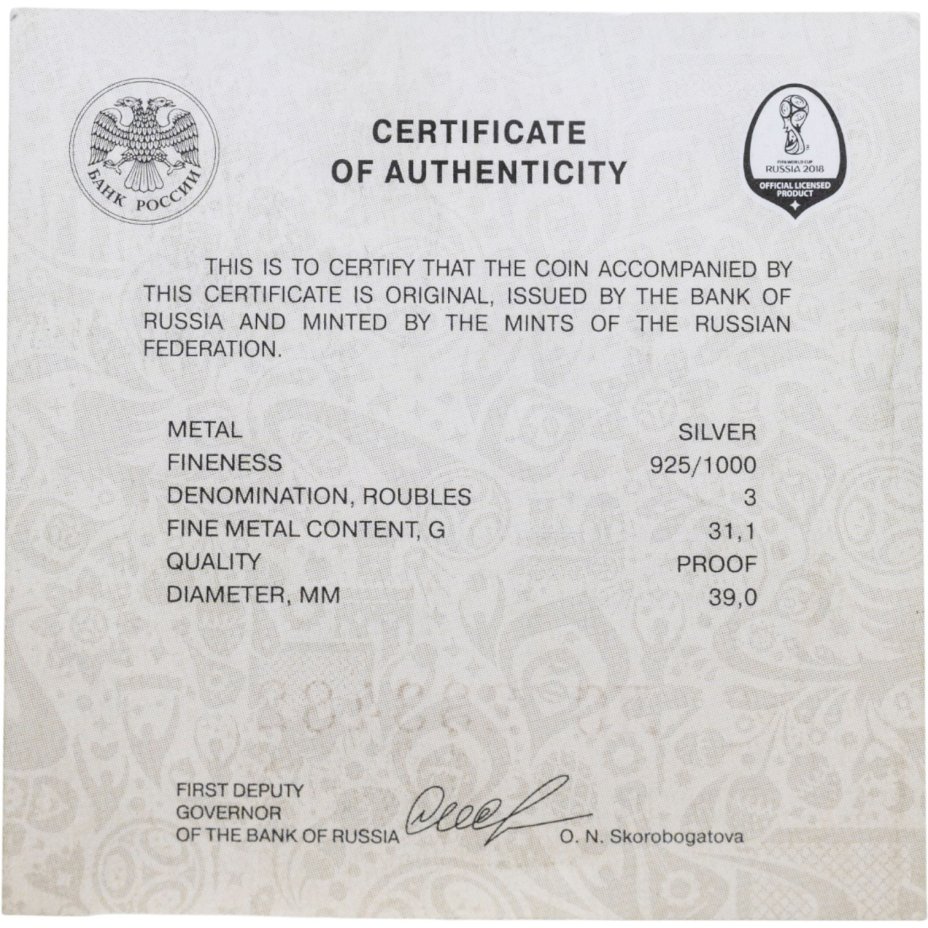 БАНК РОССИИ
CERTIFICATE
OF AUTHENTICITY
FIFA WORLD CUP
RUSSIA 2018
OFFICIAL LICENSED
PRODUCT
THIS IS TO CERTIFY THAT THE COIN ACCOMPANIED BY
THIS CERTIFICATE IS ORIGINAL, ISSUED BY THE BANK OF
RUSSIA AND MINTED BY THE MINTS OF THE RUSSIAN
FEDERATION.
METAL SILVER
FINENESS 925/1000
DENOMINATION, ROUBLES 3
FINE METAL CONTENT, G 31,1
QUALITY PROOF
DIAMETER, MM 39,0
FIRST DEPUTY
GOVERNOR
OF THE BANK OF RUSSIA O. N. Skorobogatova